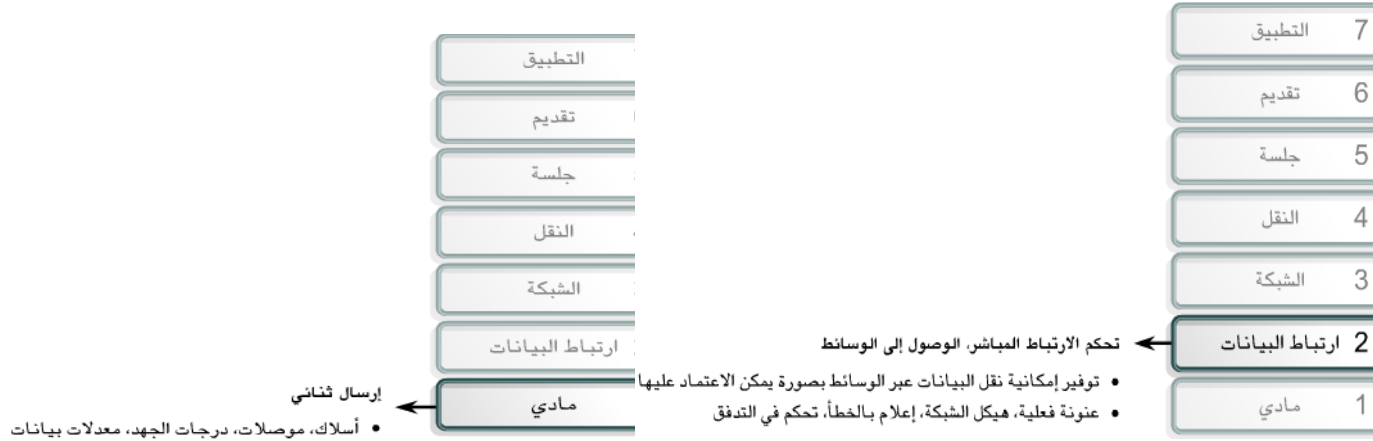 7 التطبيق
6 تقديم
5 جلسة
4 النقل
3 الشبكة
2 ارتباط البيانات
1 مادي
تحكم الارتباط المباشر، الوصول إلى الوسائط
• توفير إمكانية نقل البيانات عبر الوسائط بصورة يمكن الاعتماد عليها
• عنونة فعلية، هيكل الشبكة، إعلام بالخطأ، تحكم في التدفق
التطبيق
تقديم
جلسة
النقل
الشبكة
ارتباط البيانات
مادي
إرسال ثنائي
• أسلاك، موصلات، درجات الجهد، معدلات بيانات